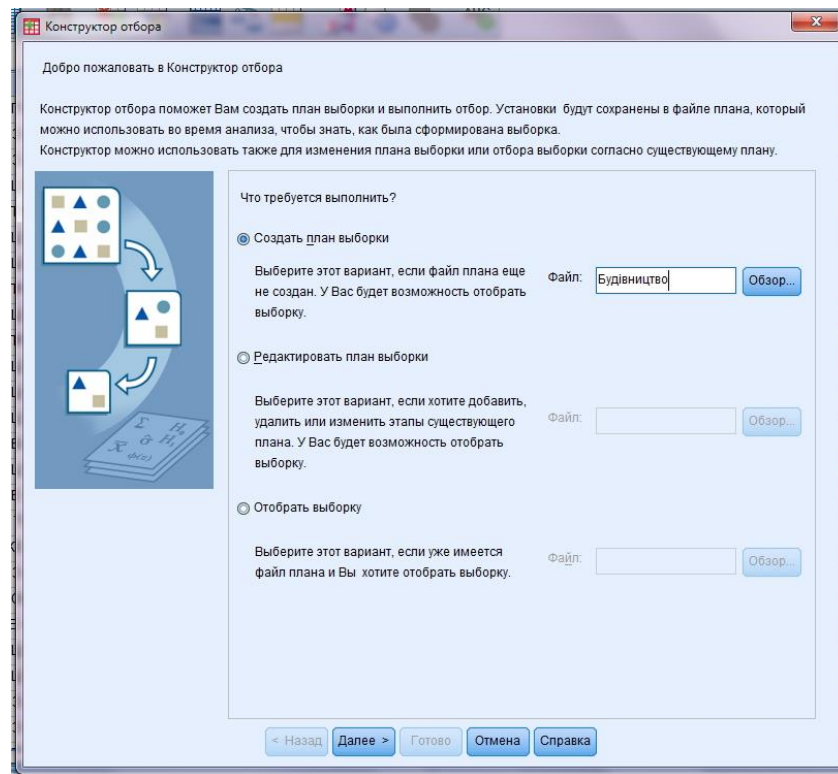 Конструктор отбора
Добро пожаловать в Конструктор отбора
Конструктор отбора поможет Вам создать план выборки и выполнить отбор. Установки будут сохранены в файле плана, который
можно использовать во время анализа, чтобы знать, как была сформирована выборка.
Конструктор можно использовать также для изменения плана выборки или отбора выборки согласно существующему плану.
Что требуется выполнить?
Создать план выборки
Выберите этот вариант, если файл плана еще
не создан. У Вас будет возможность отобрать
выборку.
Файл: Будівництво Обзор...
Редактировать план выборки
Выберите этот вариант, если хотите добавить,
удалить или изменить этапы существующего
плана. У Вас будет возможность отобрать
выборку.
Файл: Обзор...
Отобрать выборку
Выберите этот вариант, если уже имеется
файл плана и Вы хотите отобрать выборку.
Файл: Обзор...
< Назад Далее > Готово Отмена Справка